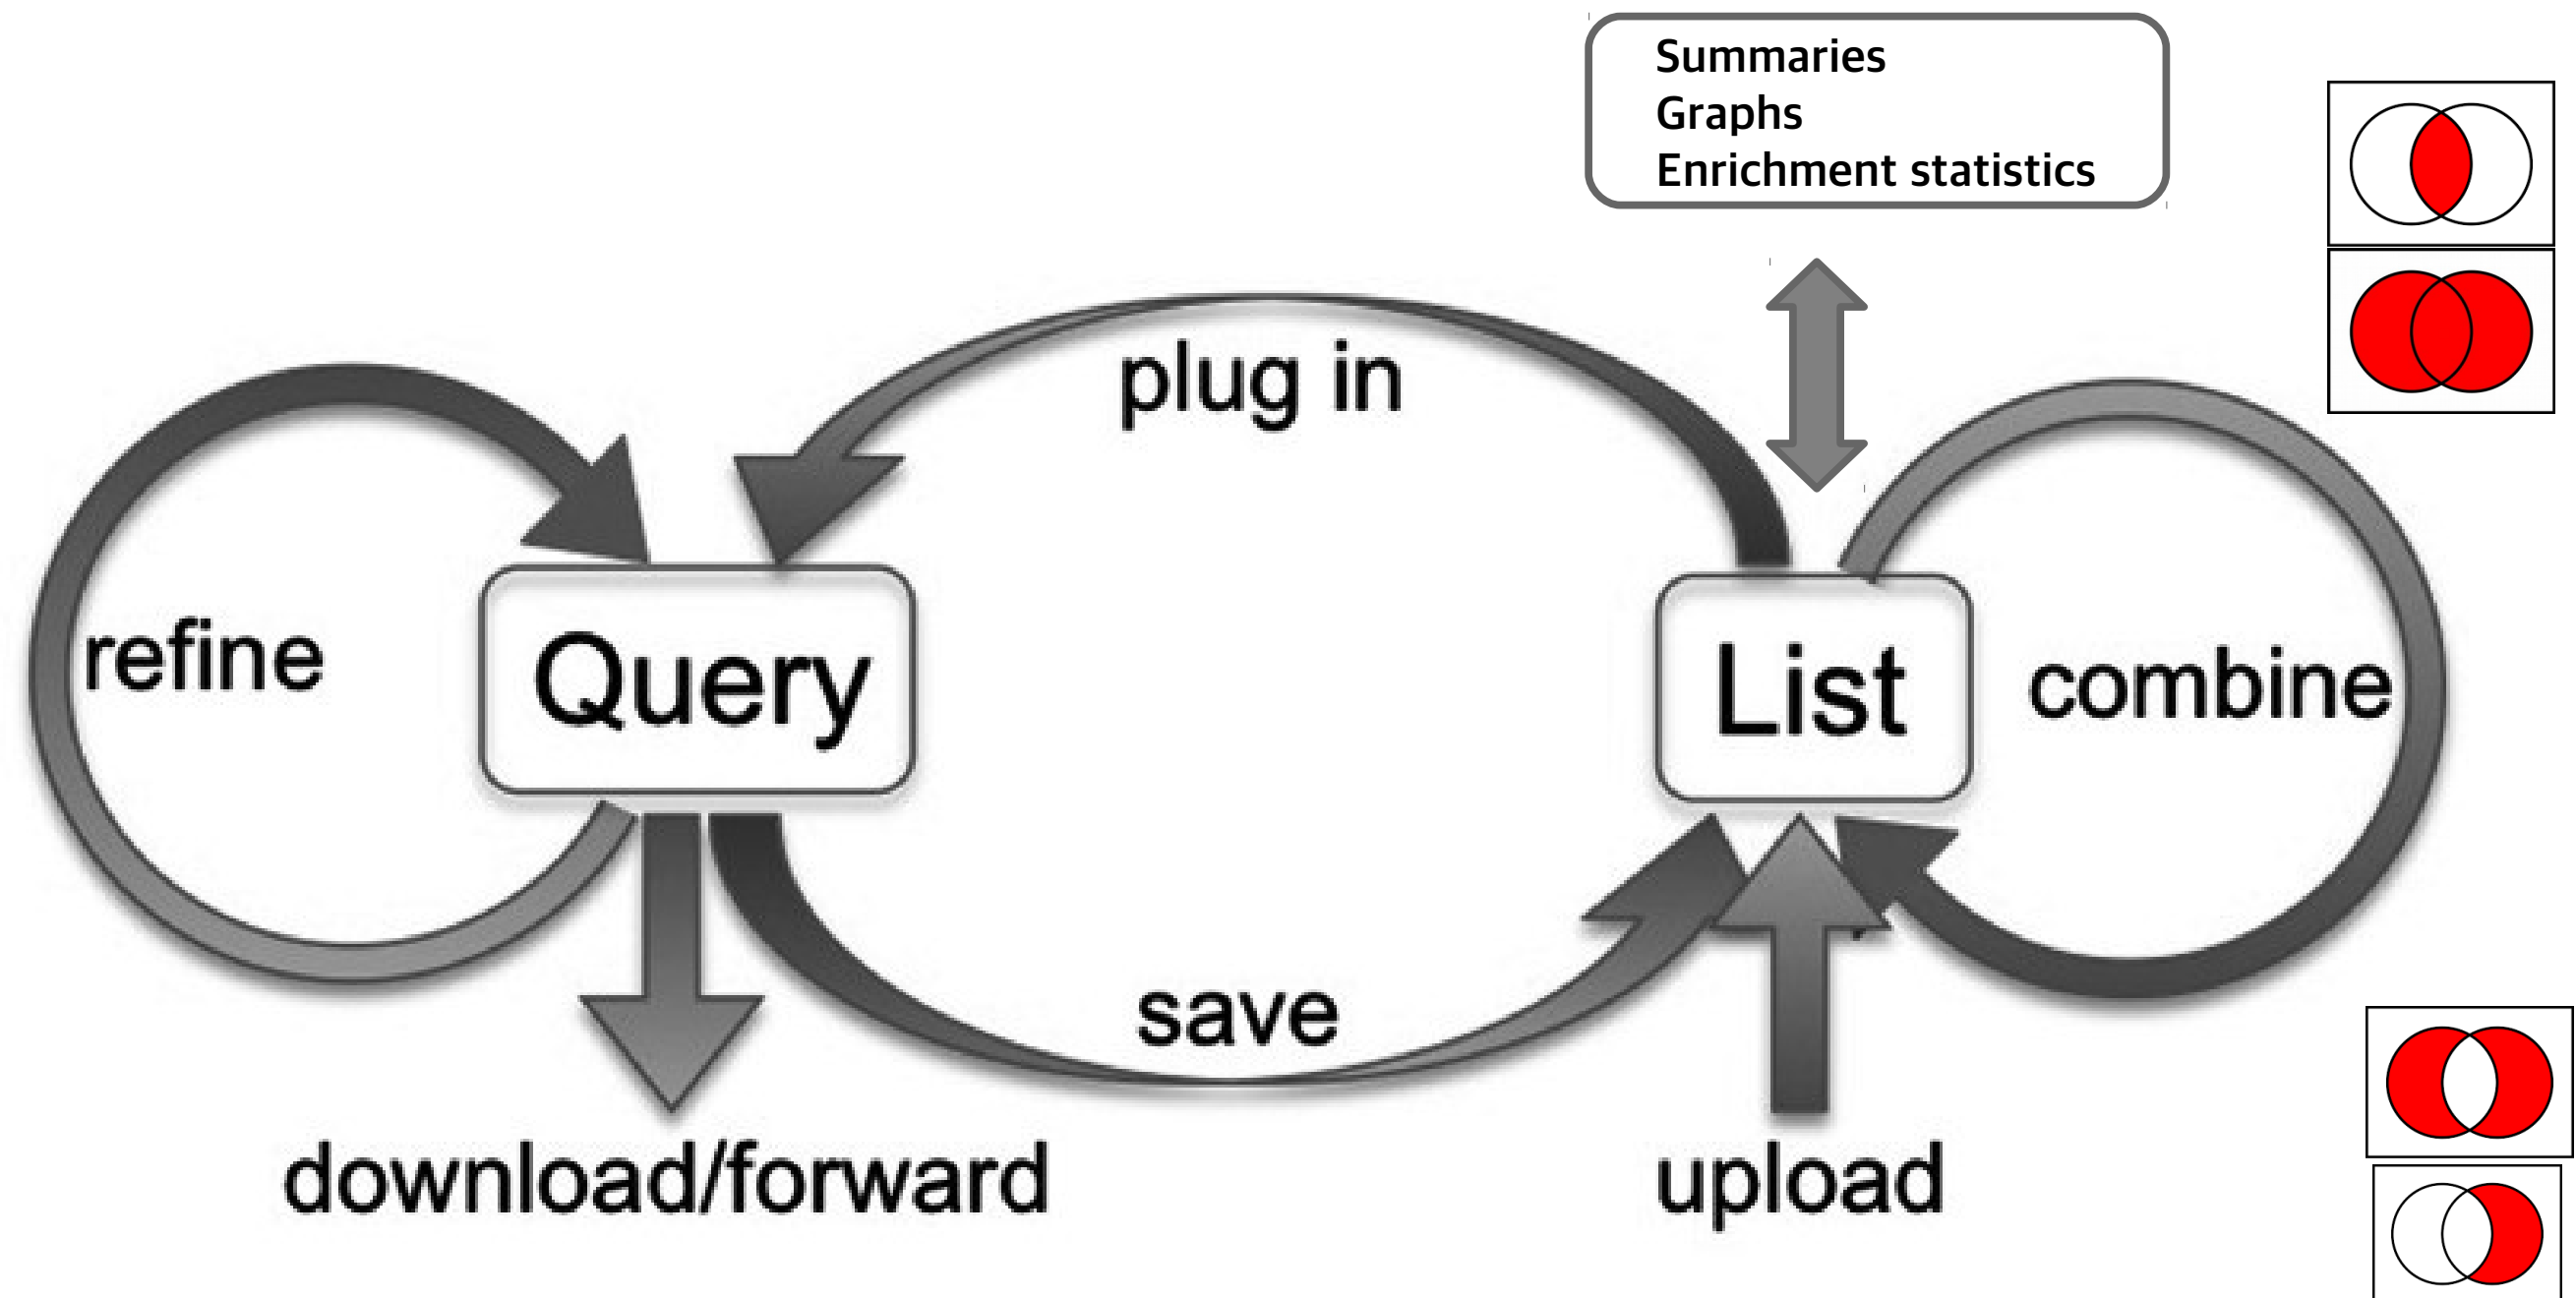 Summaries
Graphs
Enrichment statistics
plug in
refine
Query
List
combine
save
download/forward
upload